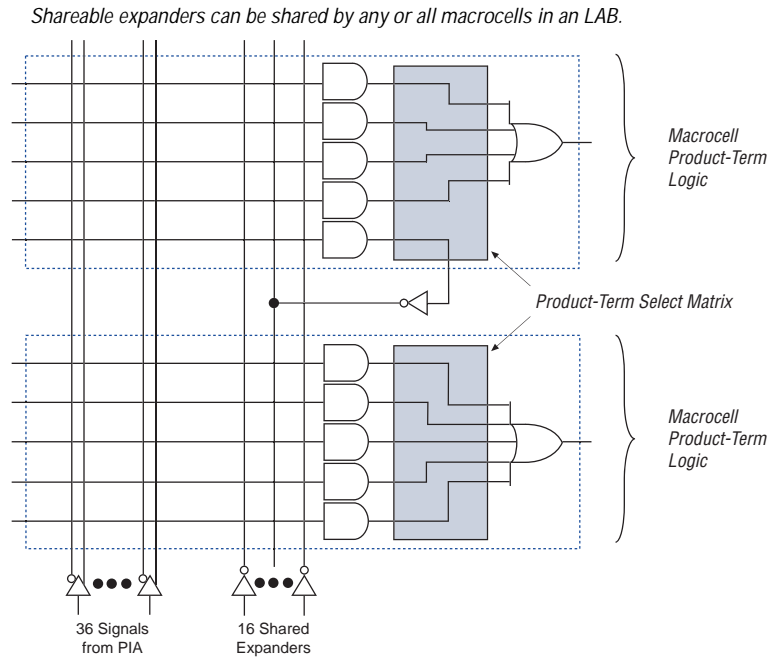 Shareable expanders can be shared by any or all macrocells in an LAB.
Macrocell
Product-Term
Logic
Product-Term Select Matrix
Macrocell
Product-Term
Logic
36 Signals
from PIA
16 Shared
Expanders